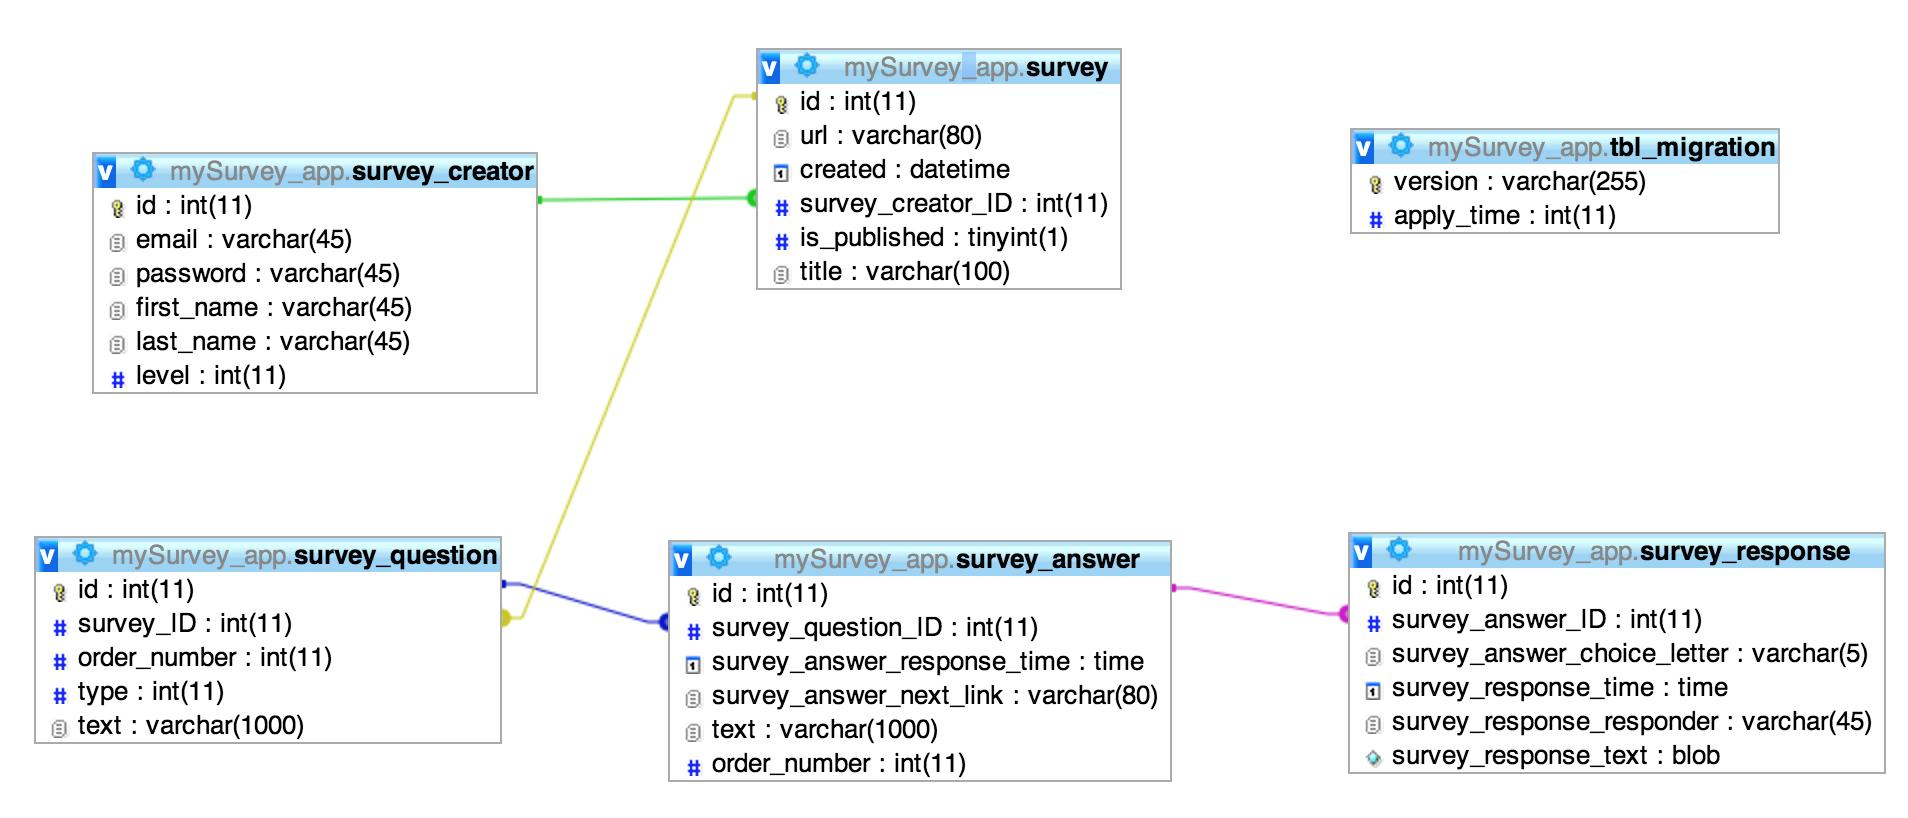 v mySurvey_app.survey
id : int(11)
url : varchar(80)
created : datetime
survey_creator_ID : int(11)
is_published : tinyint(1)
title : varchar(100)
v mySurvey_app.tbl_migration
version : varchar(255)
apply_time : int(11)
v mySurvey_app.survey_creator
id : int(11)
email : varchar(45)
password : varchar(45)
first_name : varchar(45)
last_name : varchar(45)
level : int(11)
v mySurvey_app.survey_question
id : int(11)
survey_ID : int(11)
order_number : int(11)
type : int(11)
text : varchar(1000)
v mySurvey_app.survey_answer
id : int(11)
survey_question_ID : int(11)
survey_answer_response_time : time
survey_answer_next_link : varchar(80)
text : varchar(1000)
order_number : int(11)
v mySurvey_app.survey_response
id : int(11)
survey_answer_ID : int(11)
survey_answer_choice_letter : varchar(5)
survey_response_time : time
survey_response_responder : varchar(45)
survey_response_text : blob